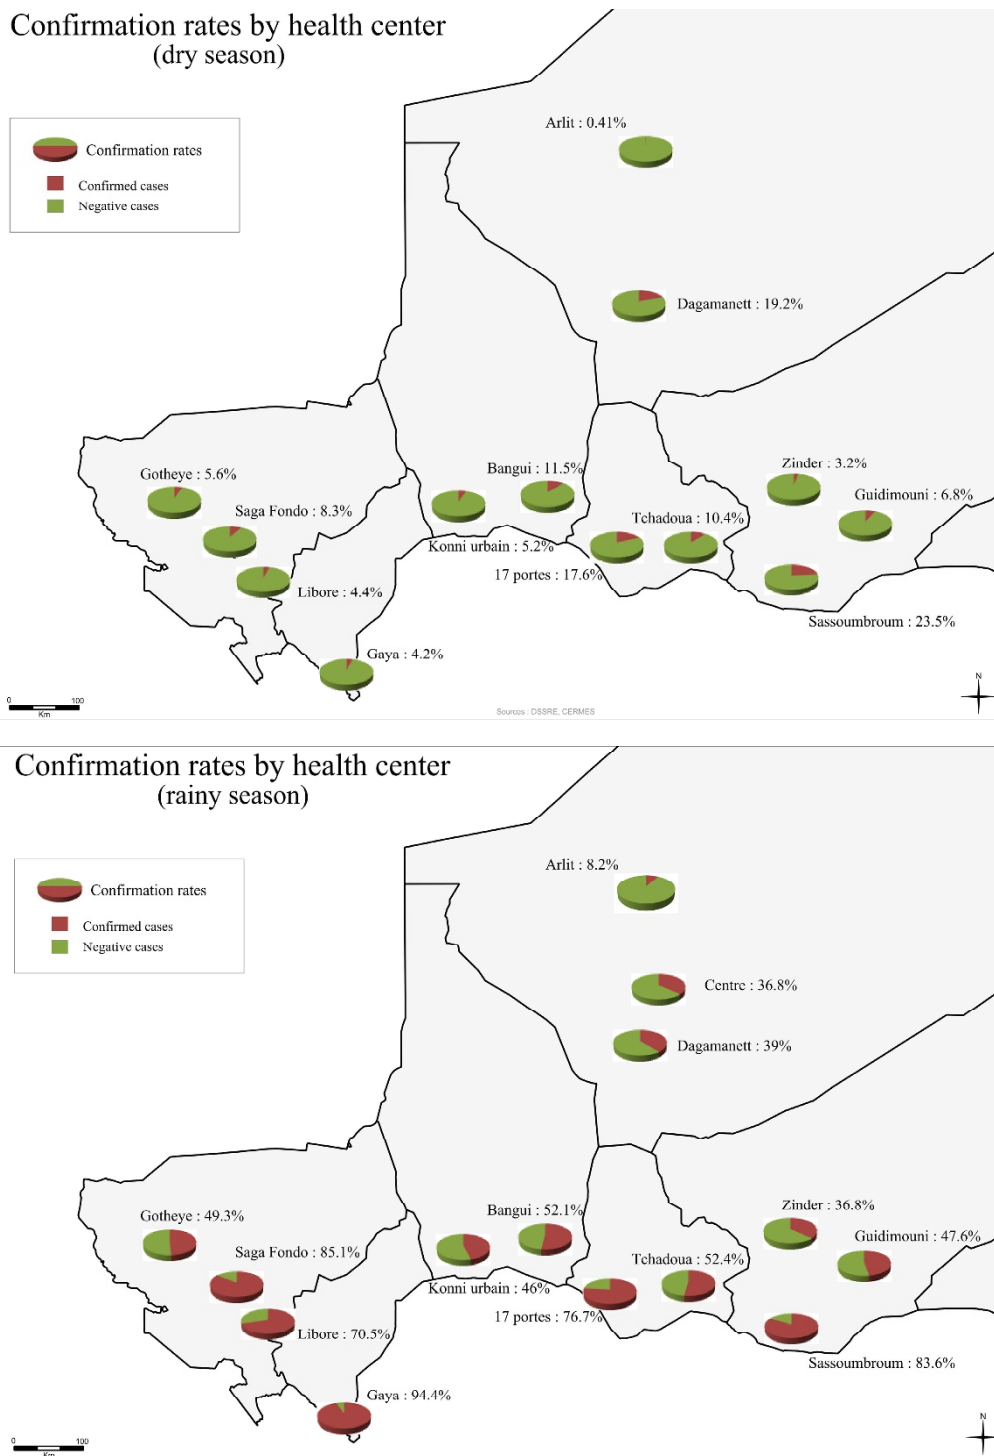 Confirmation rates by health center
(dry season)
Confirmation rates
Confirmed cases
Negative cases
Arlit : 0.41%
Dagamanett : 19.2%
Zinder : 3.2%
Guidimouni : 6.8%
Bangui : 11.5%
Gotheye : 5.6%
Saga Fondo : 8.3%
Tchadoua : 10.4%
Konni urbain : 5.2%
17 portes : 17.6%
Libore : 4.4%
Sassoumbroum : 23.5%
Gaya : 4.2%
N
0 100
Km
Sources : DSSRE, CERMES
Confirmation rates by health center
(rainy season)
Confirmation rates
Confirmed cases
Negative cases
Arlit : 8.2%
Centre : 36.8%
Dagamanett : 39%
Zinder : 36.8%
Guidimouni : 47.6%
Bangui : 52.1%
Gotheye : 49.3%
Saga Fondo : 85.1%
Tchadoua : 52.4%
Konni urbain : 46%
17 portes : 76.7%
Libore : 70.5%
Sassoumbroum : 83.6%
Gaya : 94.4%
N
0 100
Km